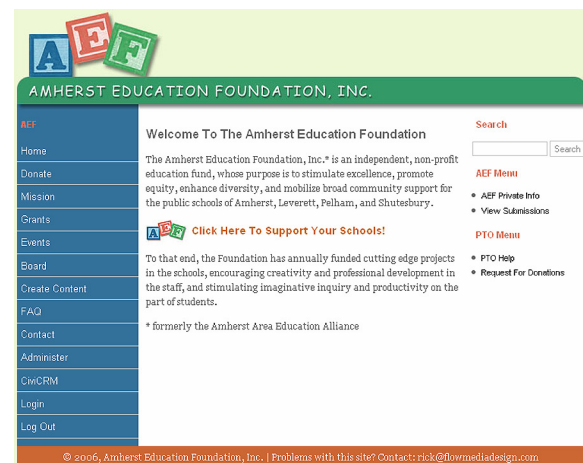 AEF
AMHERST EDUCATION FOUNDATION, INC.
AEF
Home
Donate
Mission
Grants
Events
Board
Create Content
FAQ
Contact
Administer
CiviCRM
Login
Log Out
Welcome To The Amherst Education Foundation
The Amherst Education Foundation, Inc.* is an independent, non-profit
education fund, whose purpose is to stimulate excellence, promote
equity, enhance diversity, and mobilize broad community support for
the public schools of Amherst, Leverett, Pelham, and Shutesbury.
AEF Click Here To Support Your Schools!
To that end, the Foundation has annually funded cutting edge projects
in the schools, encouraging creativity and professional development in
the staff, and stimulating imaginative inquiry and productivity on the
part of students.
* formerly the Amherst Area Education Alliance
Search
Search
AEF Menu
AEF Private Info
View Submissions
PTO Menu
PTO Help
Request For Donations
© 2006, Amherst Education Foundation, Inc. | Problems with this site? Contact: rick@flowmediadesign.com